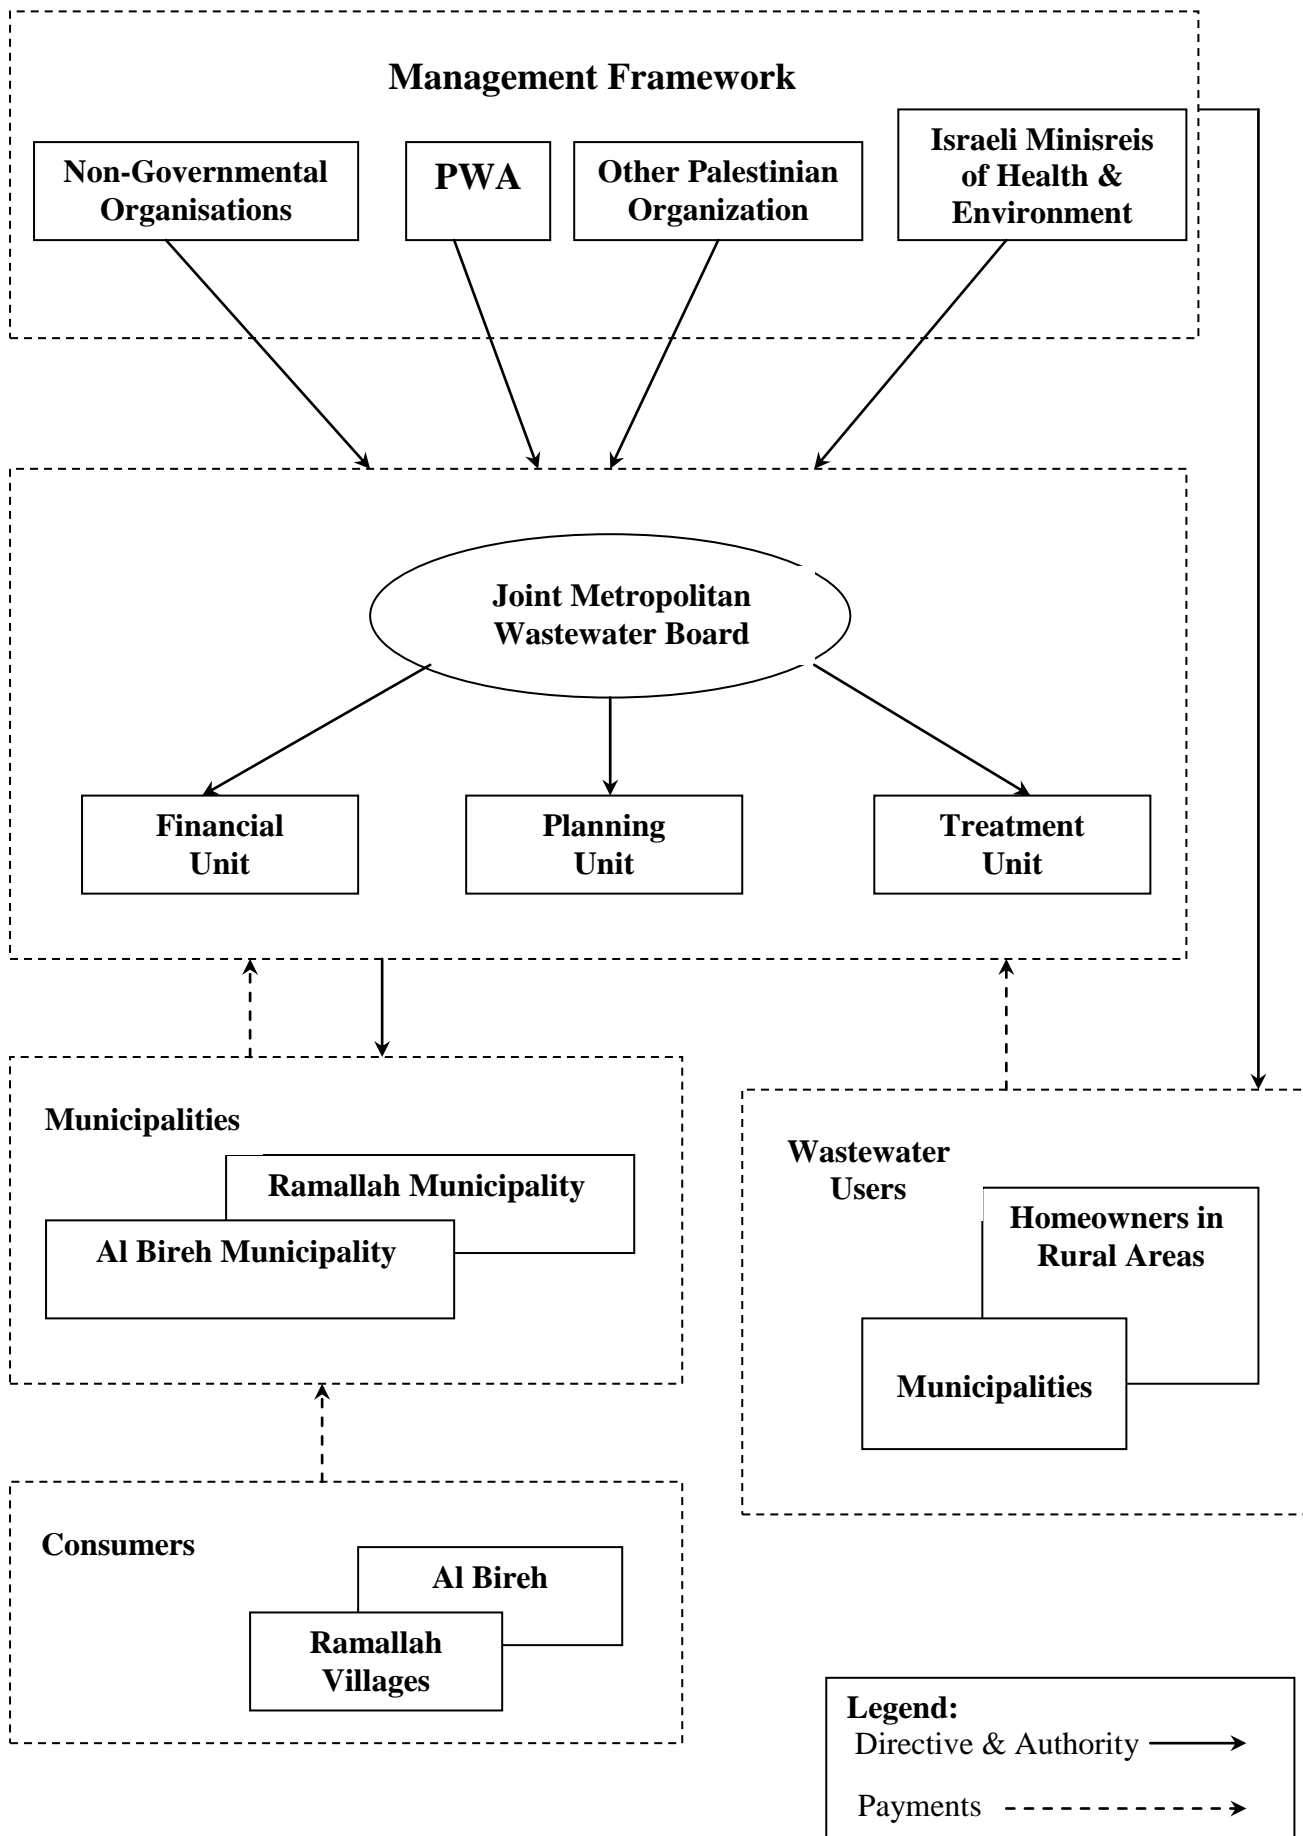 Management Framework
Non-Governmental
Organisations
PWA
Other Palestinian
Organization
Israeli Minisreis
of Health &
Environment
Joint Metropolitan
Wastewater Board
Financial
Unit
Planning
Unit
Treatment
Unit
Municipalities
Ramallah Municipality
Al Bireh Municipality
Wastewater
Users
Homeowners in
Rural Areas
Municipalities
Consumers
Al Bireh
Ramallah
Villages
Legend:
Directive & Authority
Payments